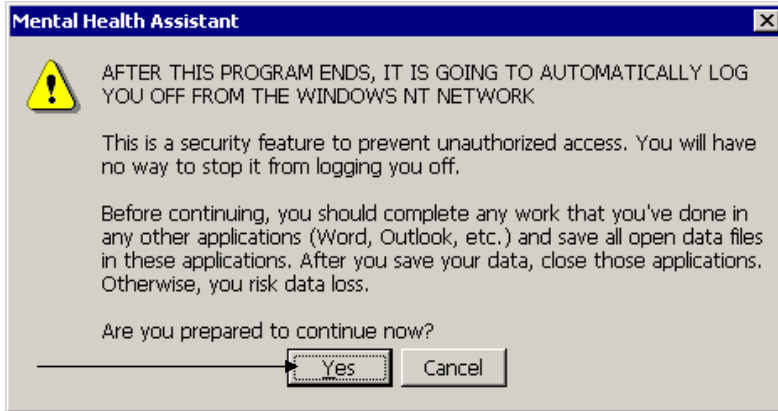 Mental Health Assistant
AFTER THIS PROGRAM ENDS, IT IS GOING TO AUTOMATICALLY LOG
YOU OFF FROM THE WINDOWS NT NETWORK
This is a security feature to prevent unauthorized access. You will have
no way to stop it from logging you off.
Before continuing, you should complete any work that you've done in
any other applications (Word, Outlook, etc.) and save all open data files
in these applications. After you save your data, close those applications.
Otherwise, you risk data loss.
Are you prepared to continue now?
Yes Cancel